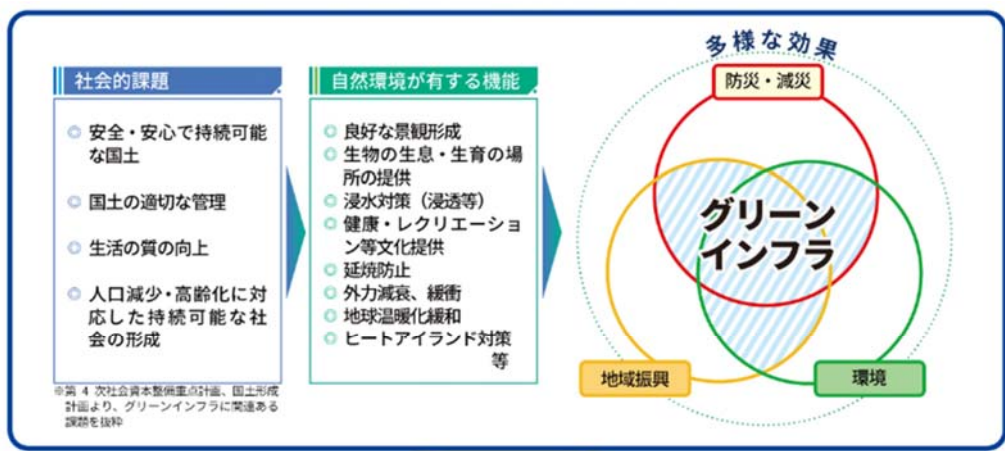 社会的課題
安全・安心で持続可能
な国土
国土の適切な管理
生活の質の向上
人口減少・高齢化に対
応した持続可能な社
会の形成
※第 4 次社会資本整備重点計画、国土形成
計画より、グリーンインフラに関連ある
課題を抜粋
自然環境が有する機能
良好な景観形成
生物の生息・生育の場
所の提供
浸水対策（浸透等）
健康・レクリエーショ
ン等文化提供
延焼防止
外力減衰、緩衝
地球温暖化緩和
ヒートアイランド対策
等
多様な効果
防災・減災
グリーン
インフラ
地域振興
環境